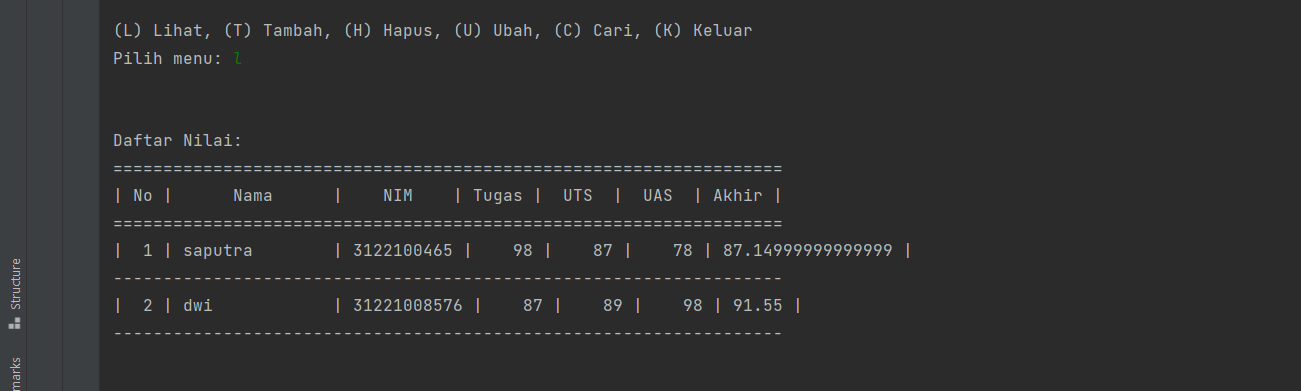 (L) Lihat, (T) Tambah, (H) Hapus, (U) Ubah, (C) Cari, (K) Keluar
Pilih menu: l
Daftar Nilai:
===================================================================
| No |      Nama      |    NIM    | Tugas |  UTS  |  UAS  | Akhir |
===================================================================
|  1 | saputra        | 3122100465 |    98 |    87 |    78 | 87.14999999999999 |
-------------------------------------------------------------------
|  2 | dwi            | 31221008576 |    87 |    89 |    98 | 91.55 |
-------------------------------------------------------------------
Structure
marks